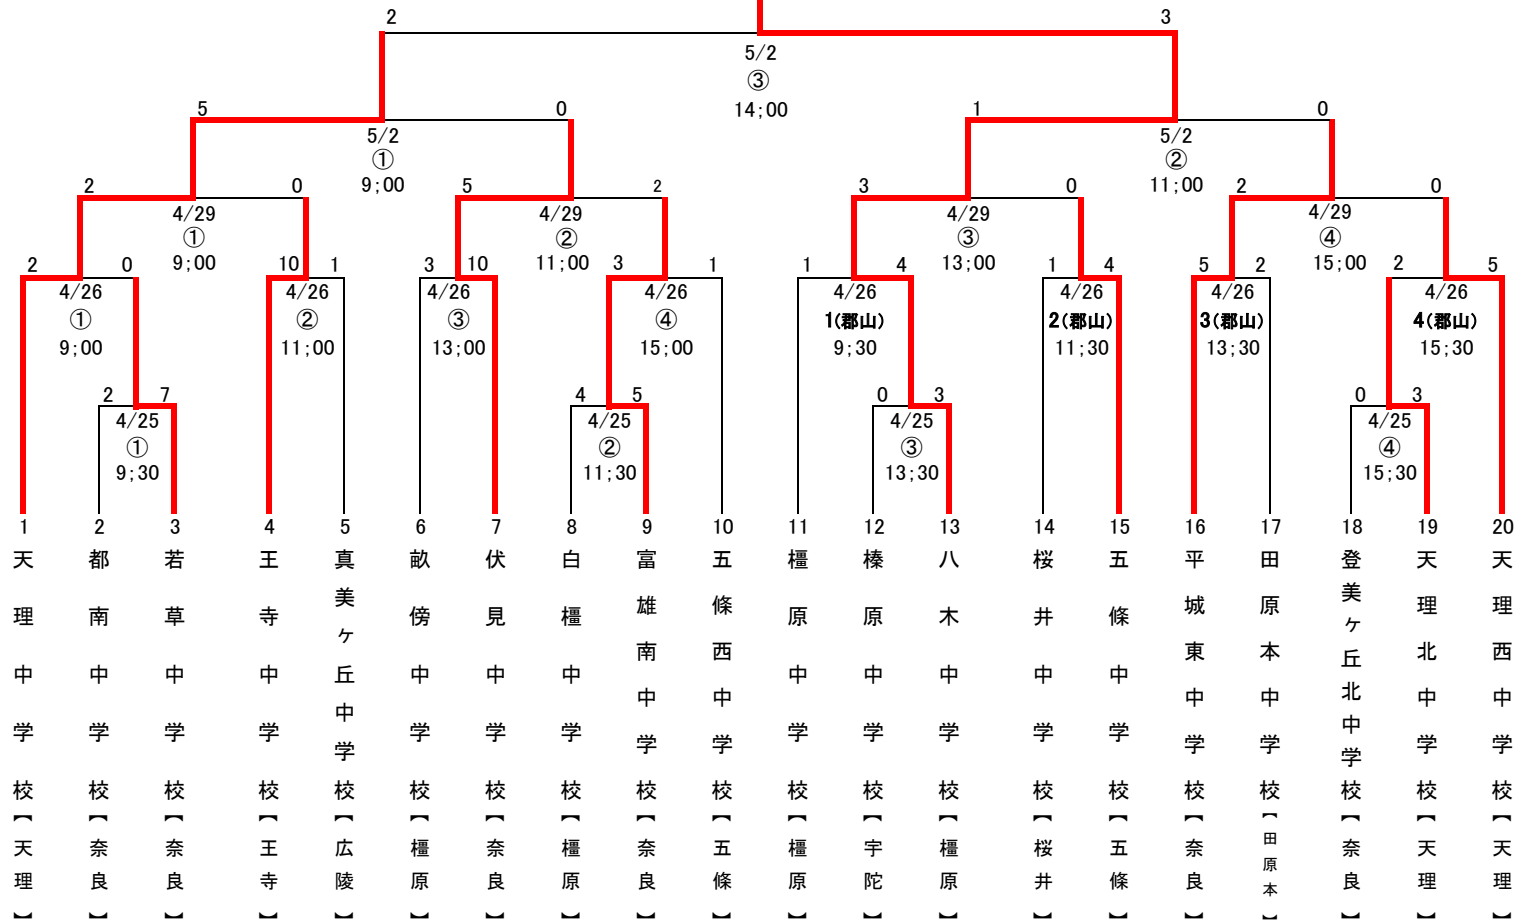 2 3
5/2
③
14;00
5 0 1 0
5/2 5/2
① ②
9;00 11;00
2 0 5 2 3 0 2 0
4/29 4/29 4/29 4/29
① ② ③ ④
9;00 11;00 13;00 15;00
2 0 10 1 3 10 3 1 1 4 1 4 5 2 2 5
4/26 4/26 4/26 4/26 4/26 4/26 4/26 4/26
① ② ③ ④ 1(郡山) 2(郡山) 3(郡山) 4(郡山)
9;00 11;00 13;00 15;00 9;30 11;30 13;30 15;30
2 7 4 5 0 3 0 3
4/25 4/25 4/25 4/25
① ② ③ ④
9;30 11;30 13;30 15;30
1 2 3 4 5 6 7 8 9 10 11 12 13 14 15 16 17 18 19 20
天理中学校【天理】
都南中学校【奈良】
若草中学校【奈良】
王寺中学校【王寺】
真美ヶ丘中学校【広陵】
畝傍中学校【橿原】
伏見中学校【奈良】
白橿中学校【橿原】
富雄南中学校【奈良】
五條西中学校【五條】
橿原中学校【橿原】
榛原中学校【宇陀】
八木中学校【橿原】
桜井中学校【桜井】
五條中学校【五條】
平城東中学校【奈良】
田原本中学校【田原本】
登美ヶ丘北中学校【奈良】
天理北中学校【天理】
天理西中学校【天理】